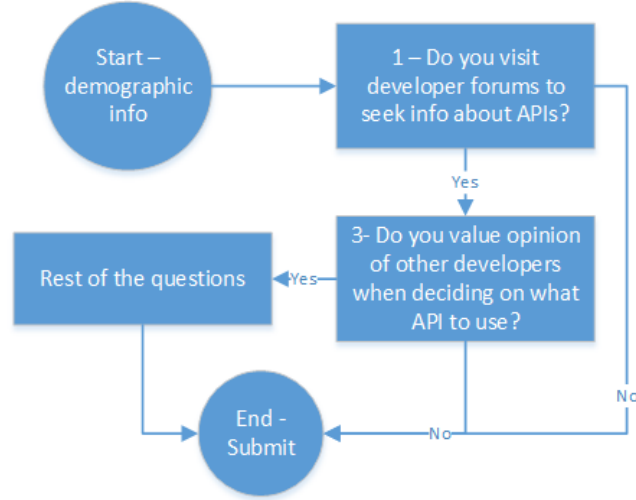 Start –
demographic
info
1 – Do you visit
developer forums to
seek info about APIs?
Yes
3- Do you value opinion
of other developers
when deciding on what
API to use?
Yes
Rest of the questions
No
No
End -
Submit